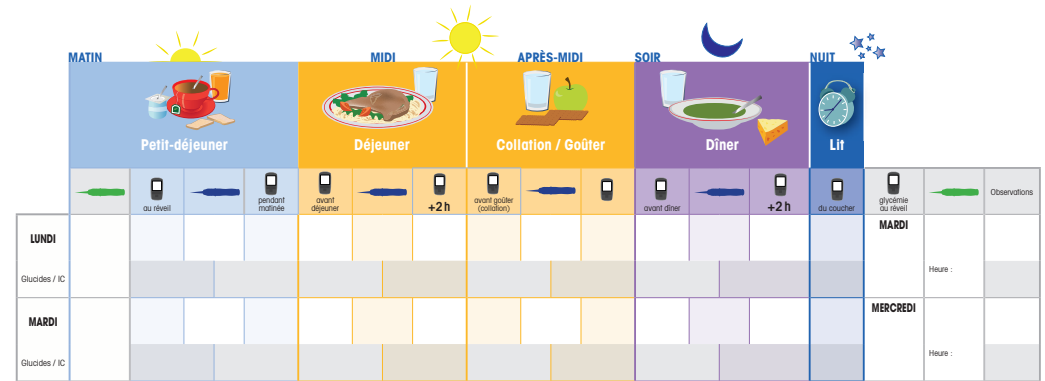 MATIN MIDI APRÈS-MIDI SOIR NUIT
Petit-déjeuner Déjeuner Collation / Goûter Dîner Lit
au réveil
pendant
matinée
avant
déjeuner
+2 h
avant goûter
(collation)
avant dîner
+2 h
du coucher
glycémie
au réveil
Observations
LUNDI MARDI
Glucides / IC Heure :
MARDI MERCREDI
Glucides / IC Heure :